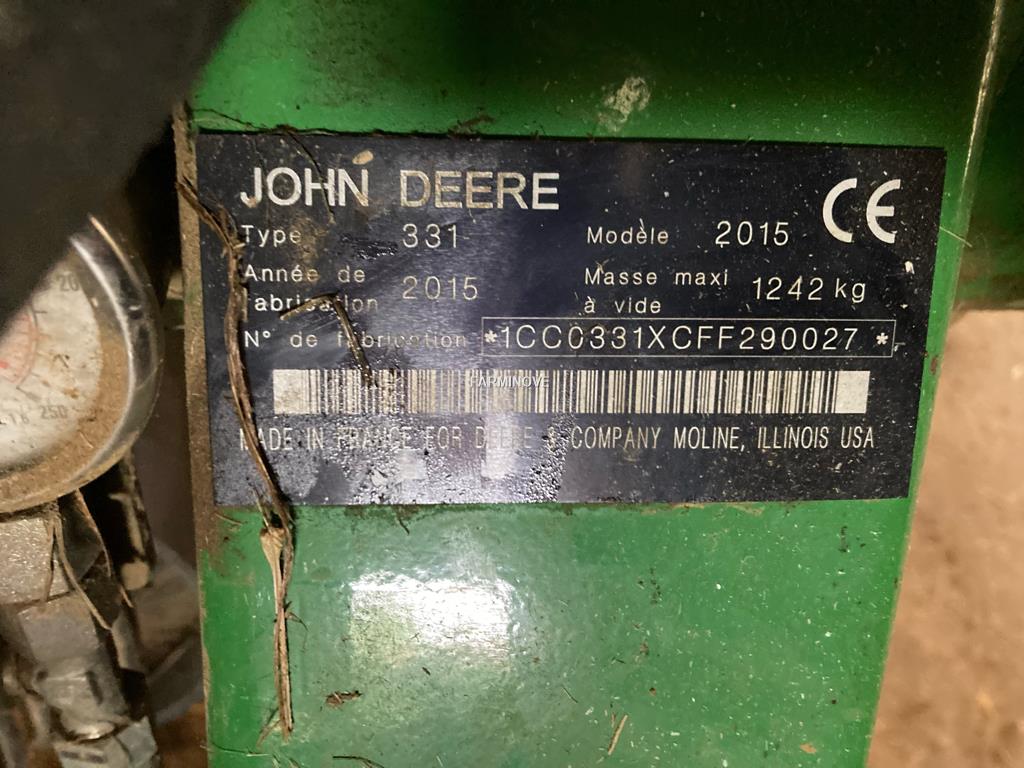 JOHN DEERE
CE
Type 331 Modèle 2015
Année de fabrication 2015 Masse maxi à vide 1242 kg
N° de fabrication *1CC0331XCFF290027*
FARMINOVE
MADE IN FRANCE FOR DEERE & COMPANY MOLINE, ILLINOIS USA
250